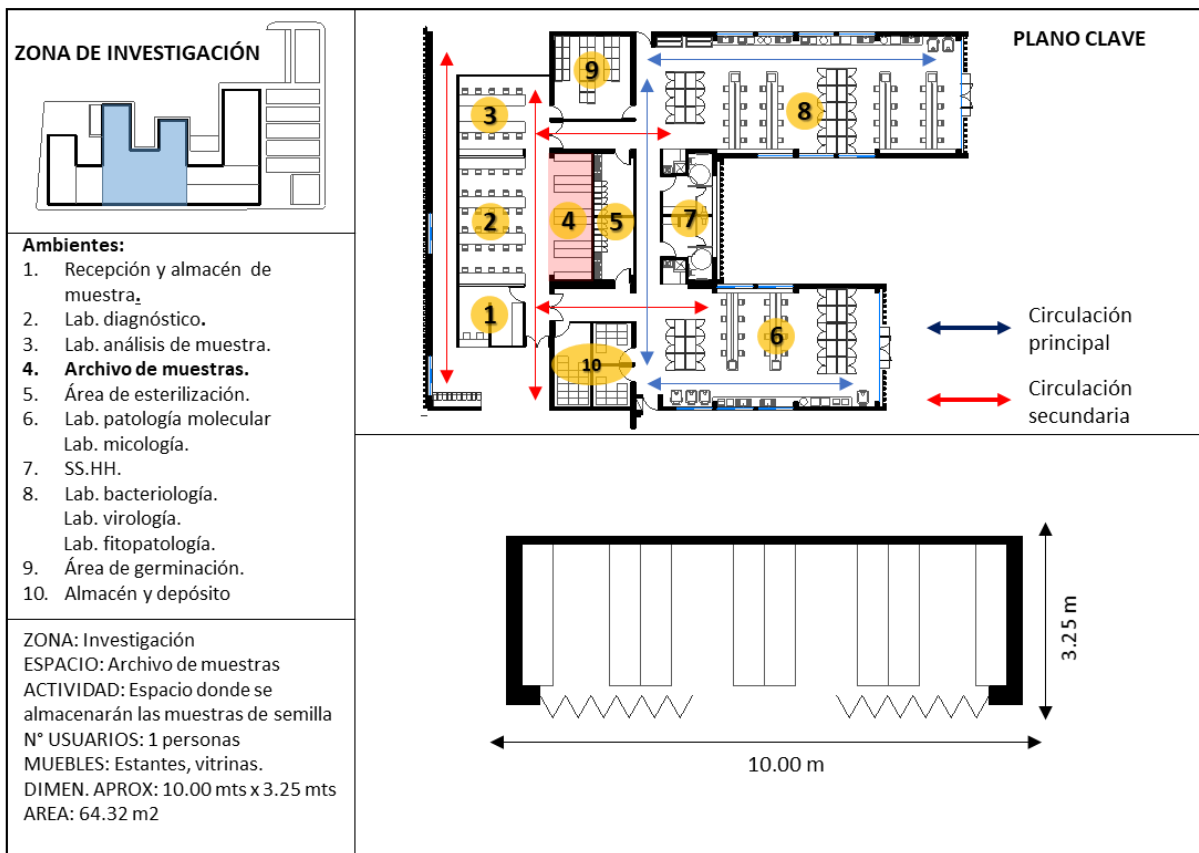 ZONA DE INVESTIGACIÓN
Ambientes:
1. Recepción y almacén de
muestra.
2. Lab. diagnóstico.
3. Lab. análisis de muestra.
4. Archivo de muestras.
5. Área de esterilización.
6. Lab. patología molecular
Lab. micología.
7. SS.HH.
8. Lab. bacteriología.
Lab. virología.
Lab. fitopatología.
9. Área de germinación.
10. Almacén y depósito
ZONA: Investigación
ESPACIO: Archivo de muestras
ACTIVIDAD: Espacio donde se
almacenarán las muestras de semilla
N° USUARIOS: 1 personas
MUEBLES: Estantes, vitrinas.
DIMEN. APROX: 10.00 mts x 3.25 mts
AREA: 64.32 m2
PLANO CLAVE
9
3
8
2
4
5
7
1
6
10
Circulación
principal
Circulación
secundaria
3.25 m
10.00 m